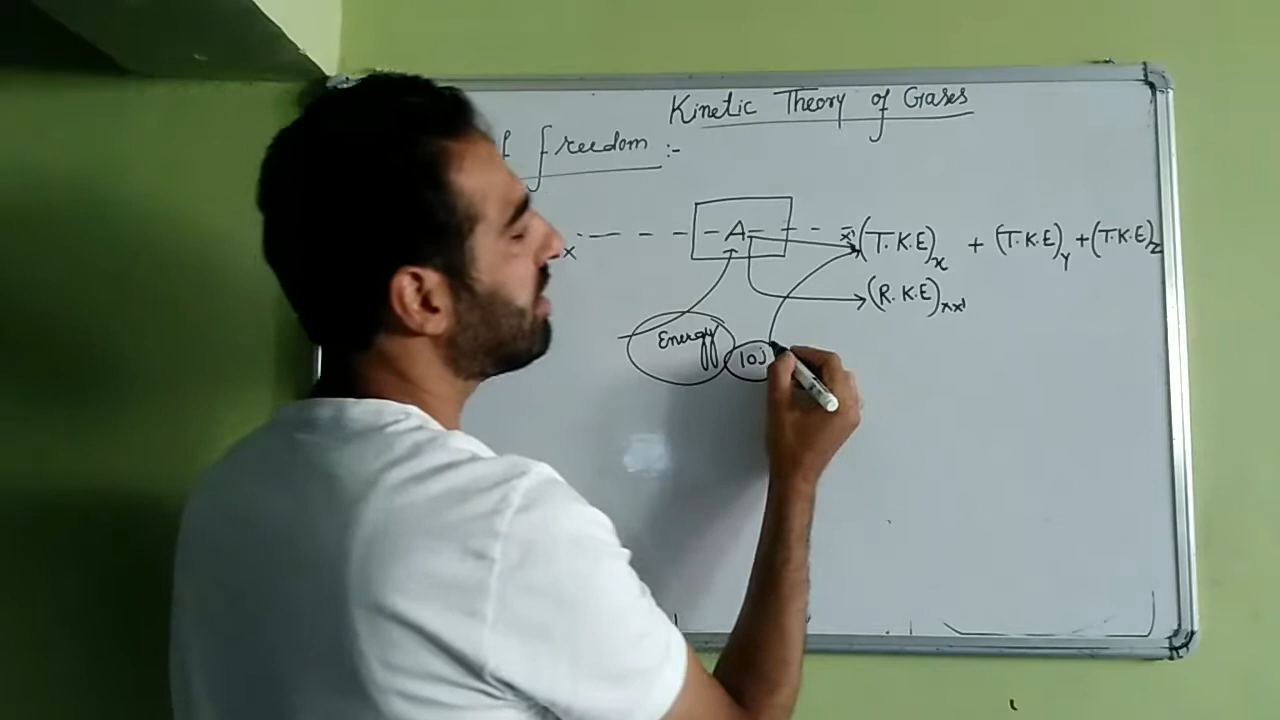 Kinetic Theory of Gases
f freedom :-
x - - - - - A - - - - x' (T.K.E)x + (T.K.E)y + (T.K.E)z
(R.K.E)xx'
Energy
10J